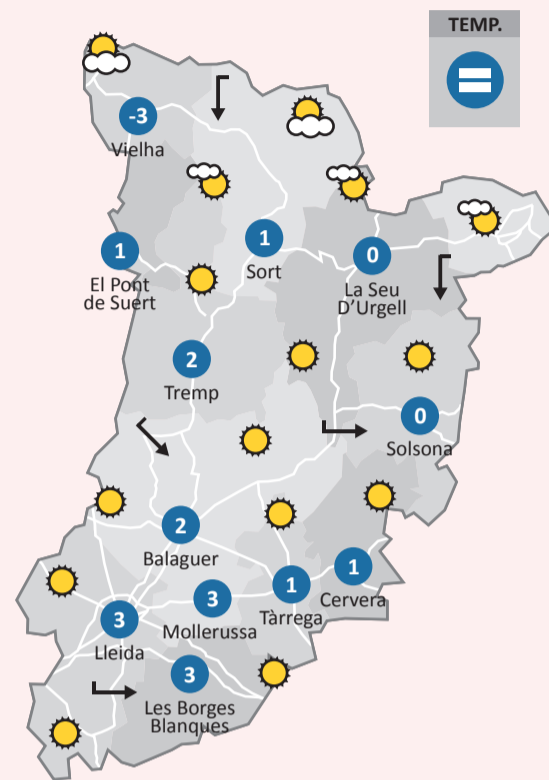 TEMP.
-3
Vielha
1
El Pont
de Suert
1
Sort
0
La Seu
D'Urgell
2
Tremp
0
Solsona
2
Balaguer
3
Lleida
3
Mollerussa
1
Tàrrega
1
Cervera
3
Les Borges
Blanques